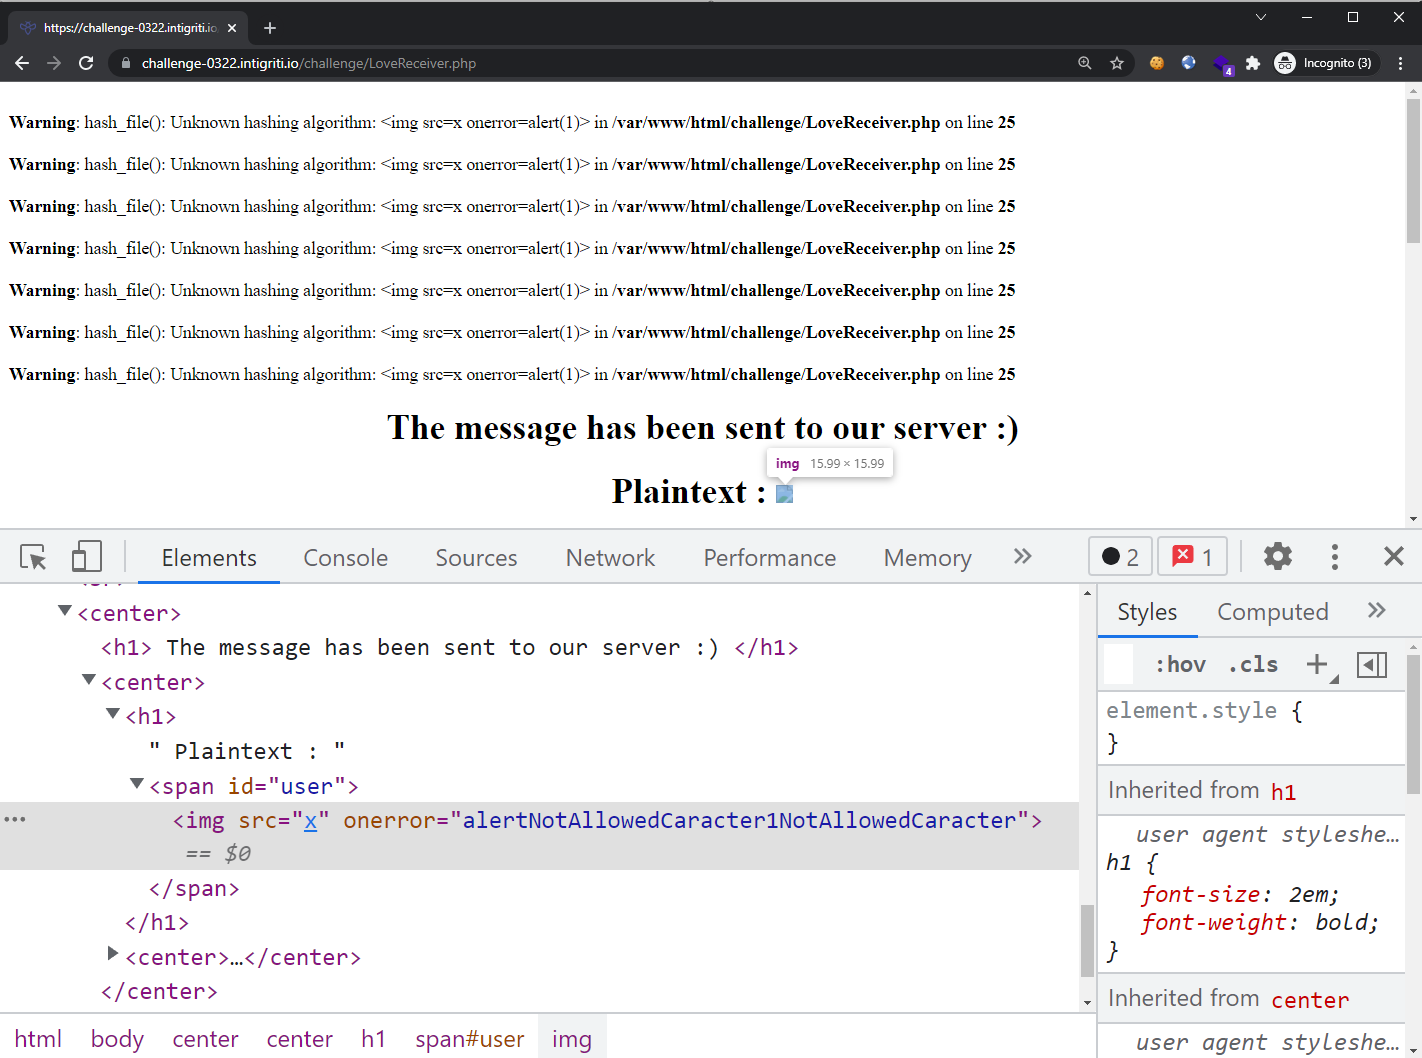 https://challenge-0322.intigriti.io
challenge-0322.intigriti.io/challenge/LoveReceiver.php
4
Incognito (3)
Warning: hash_file(): Unknown hashing algorithm: <img src=x onerror=alert(1)> in /var/www/html/challenge/LoveReceiver.php on line 25
Warning: hash_file(): Unknown hashing algorithm: <img src=x onerror=alert(1)> in /var/www/html/challenge/LoveReceiver.php on line 25
Warning: hash_file(): Unknown hashing algorithm: <img src=x onerror=alert(1)> in /var/www/html/challenge/LoveReceiver.php on line 25
Warning: hash_file(): Unknown hashing algorithm: <img src=x onerror=alert(1)> in /var/www/html/challenge/LoveReceiver.php on line 25
Warning: hash_file(): Unknown hashing algorithm: <img src=x onerror=alert(1)> in /var/www/html/challenge/LoveReceiver.php on line 25
Warning: hash_file(): Unknown hashing algorithm: <img src=x onerror=alert(1)> in /var/www/html/challenge/LoveReceiver.php on line 25
Warning: hash_file(): Unknown hashing algorithm: <img src=x onerror=alert(1)> in /var/www/html/challenge/LoveReceiver.php on line 25
The message has been sent to our server :)
img 15.99 × 15.99
Plaintext :
Elements Console Sources Network Performance Memory 2 1
<center>
<h1> The message has been sent to our server :) </h1>
<center>
<h1>
" Plaintext : "
<span id="user">
<img src="x" onerror="alertNotAllowedCaracter1NotAllowedCaracter">
== $0
</span>
</h1>
<center>…</center>
</center>
html body center center h1 span#user img
Styles Computed
:hov .cls +
element.style {
}
Inherited from h1
user agent styleshe…
h1 {
font-size: 2em;
font-weight: bold;
}
Inherited from center
user agent styleshe…